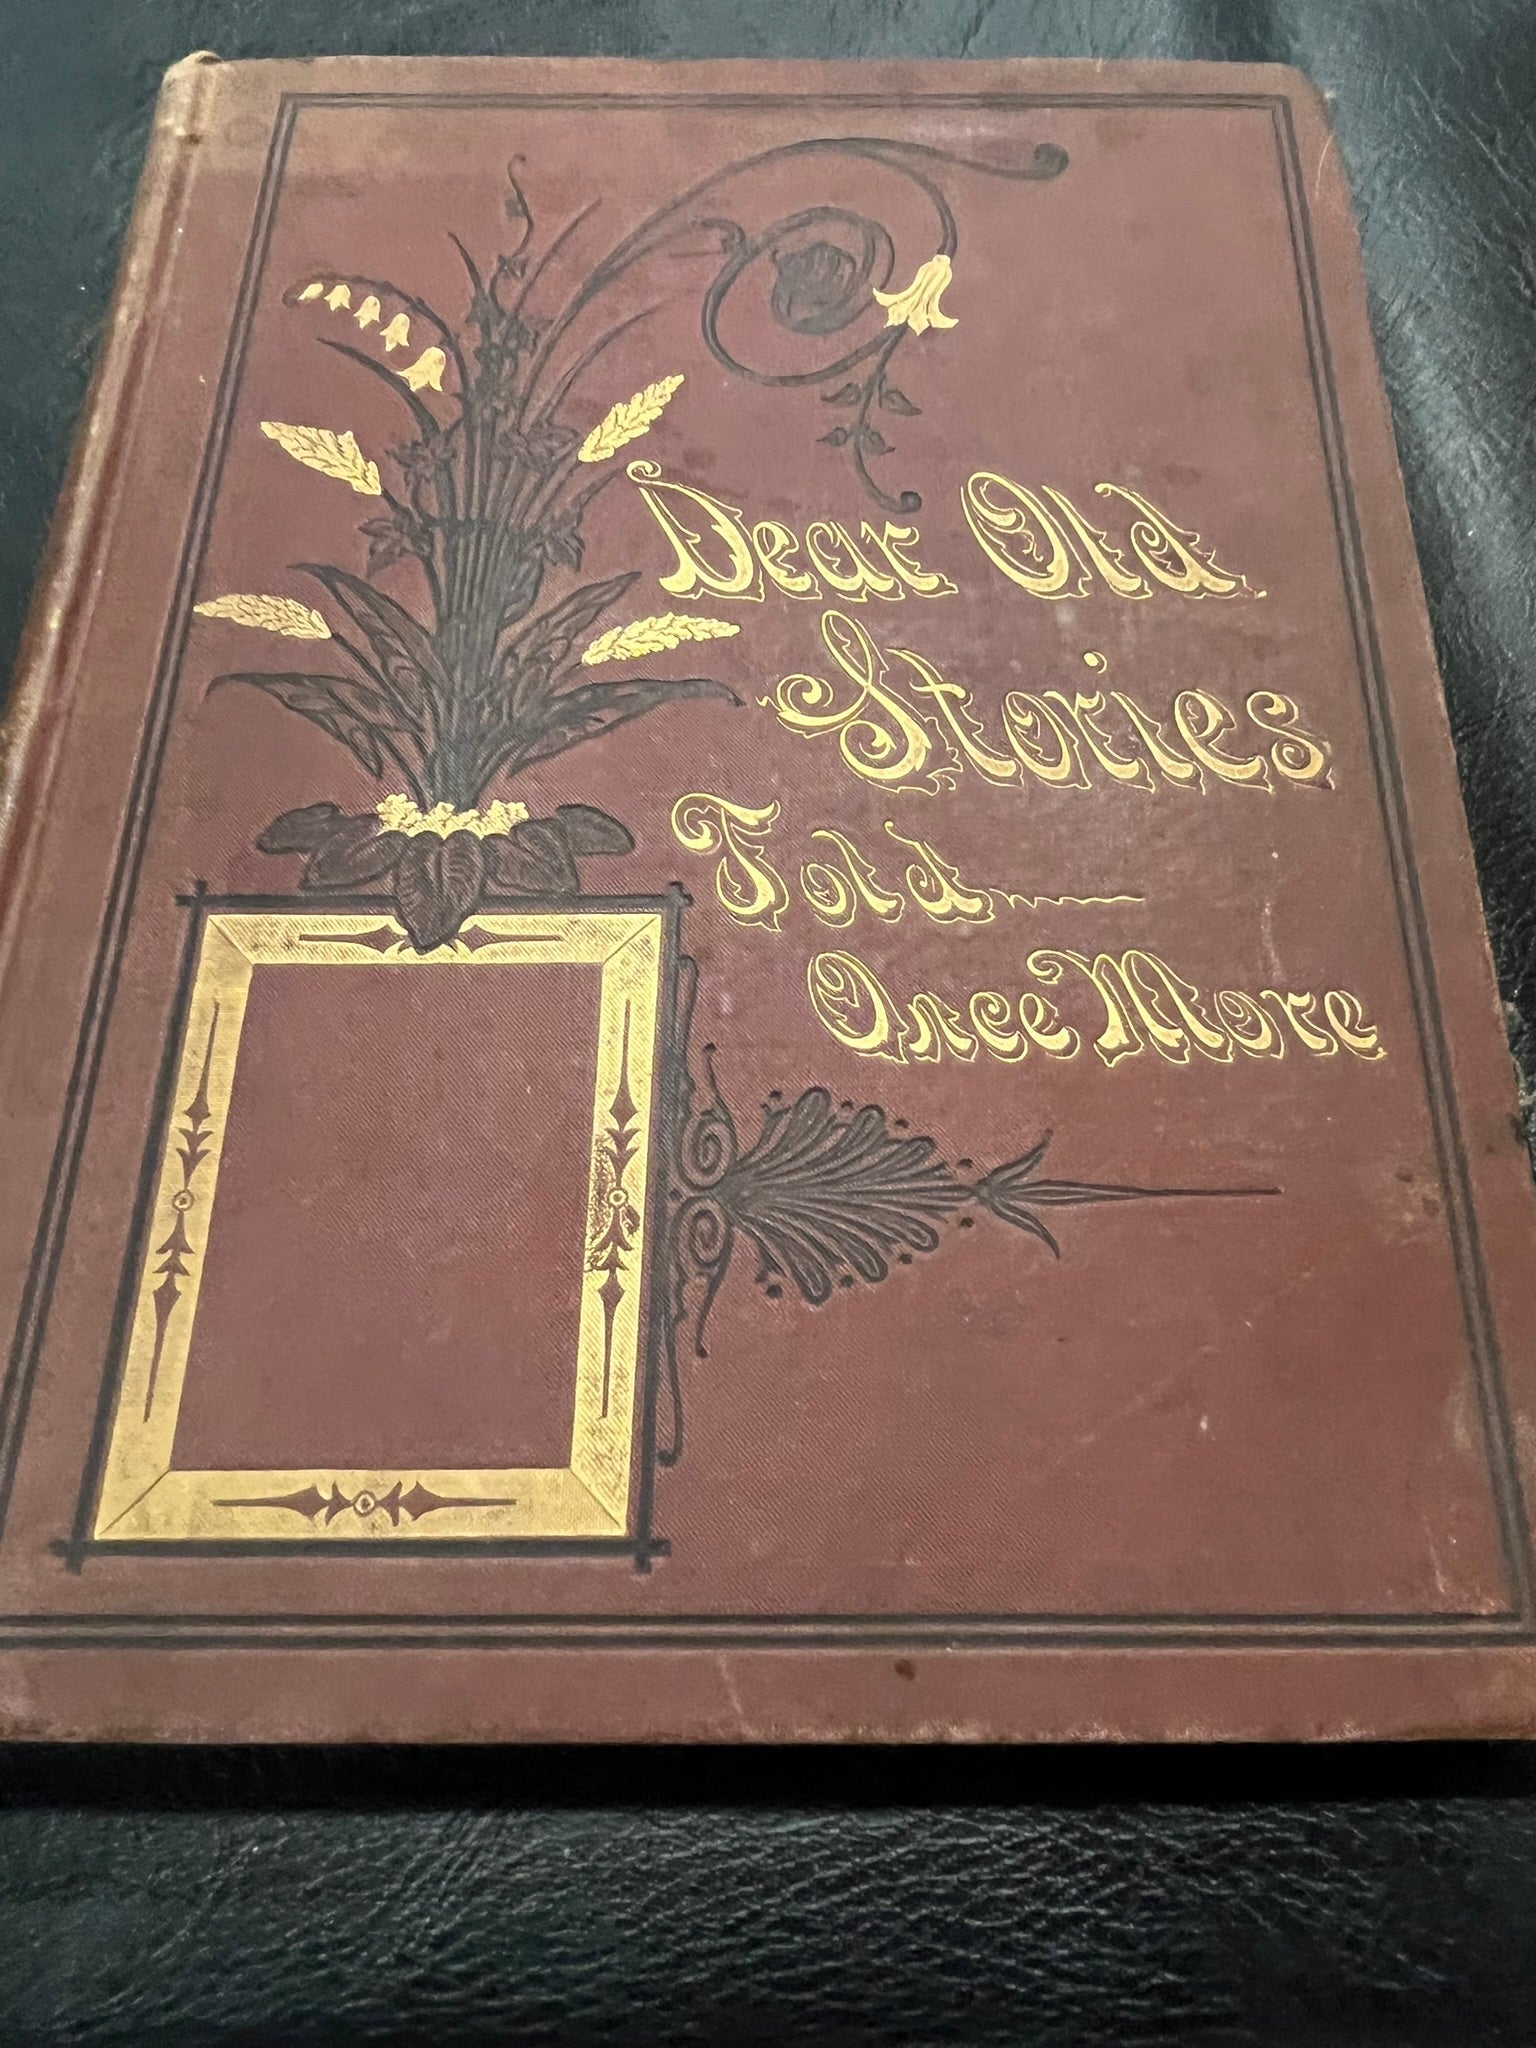 Dear Old
Stories
Told
Once More